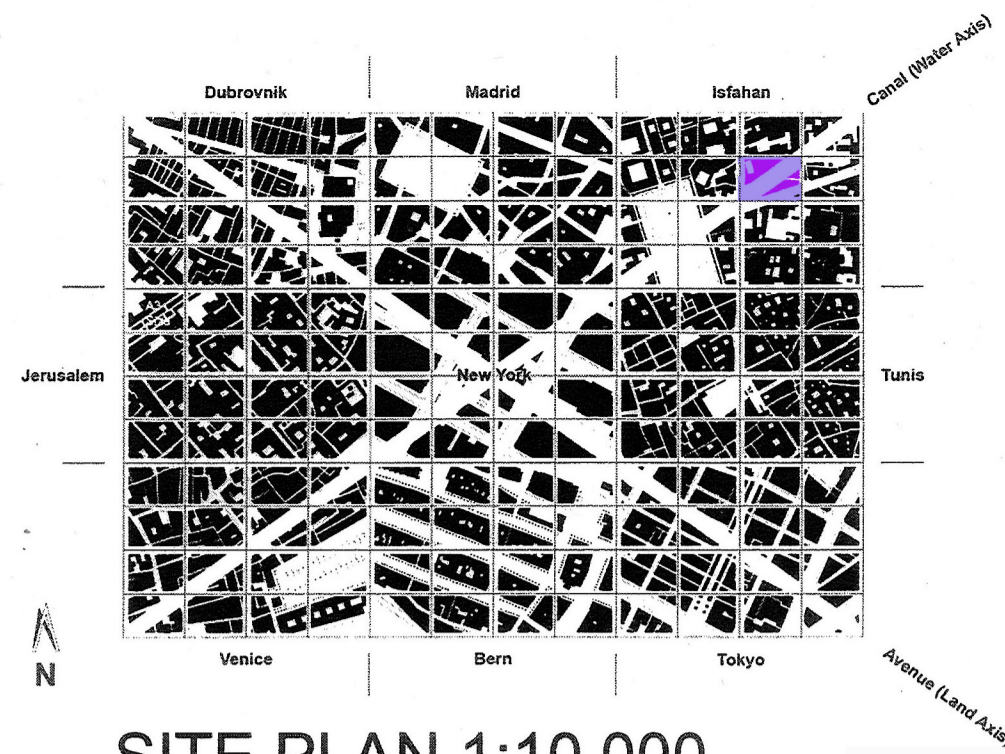 Canal (Water Axis)
Dubrovnik
Madrid
Isfahan
Jerusalem
New York
Tunis
Venice
Bern
Tokyo
N
Avenue (Land Axis)
SITE PLAN 1:10 000